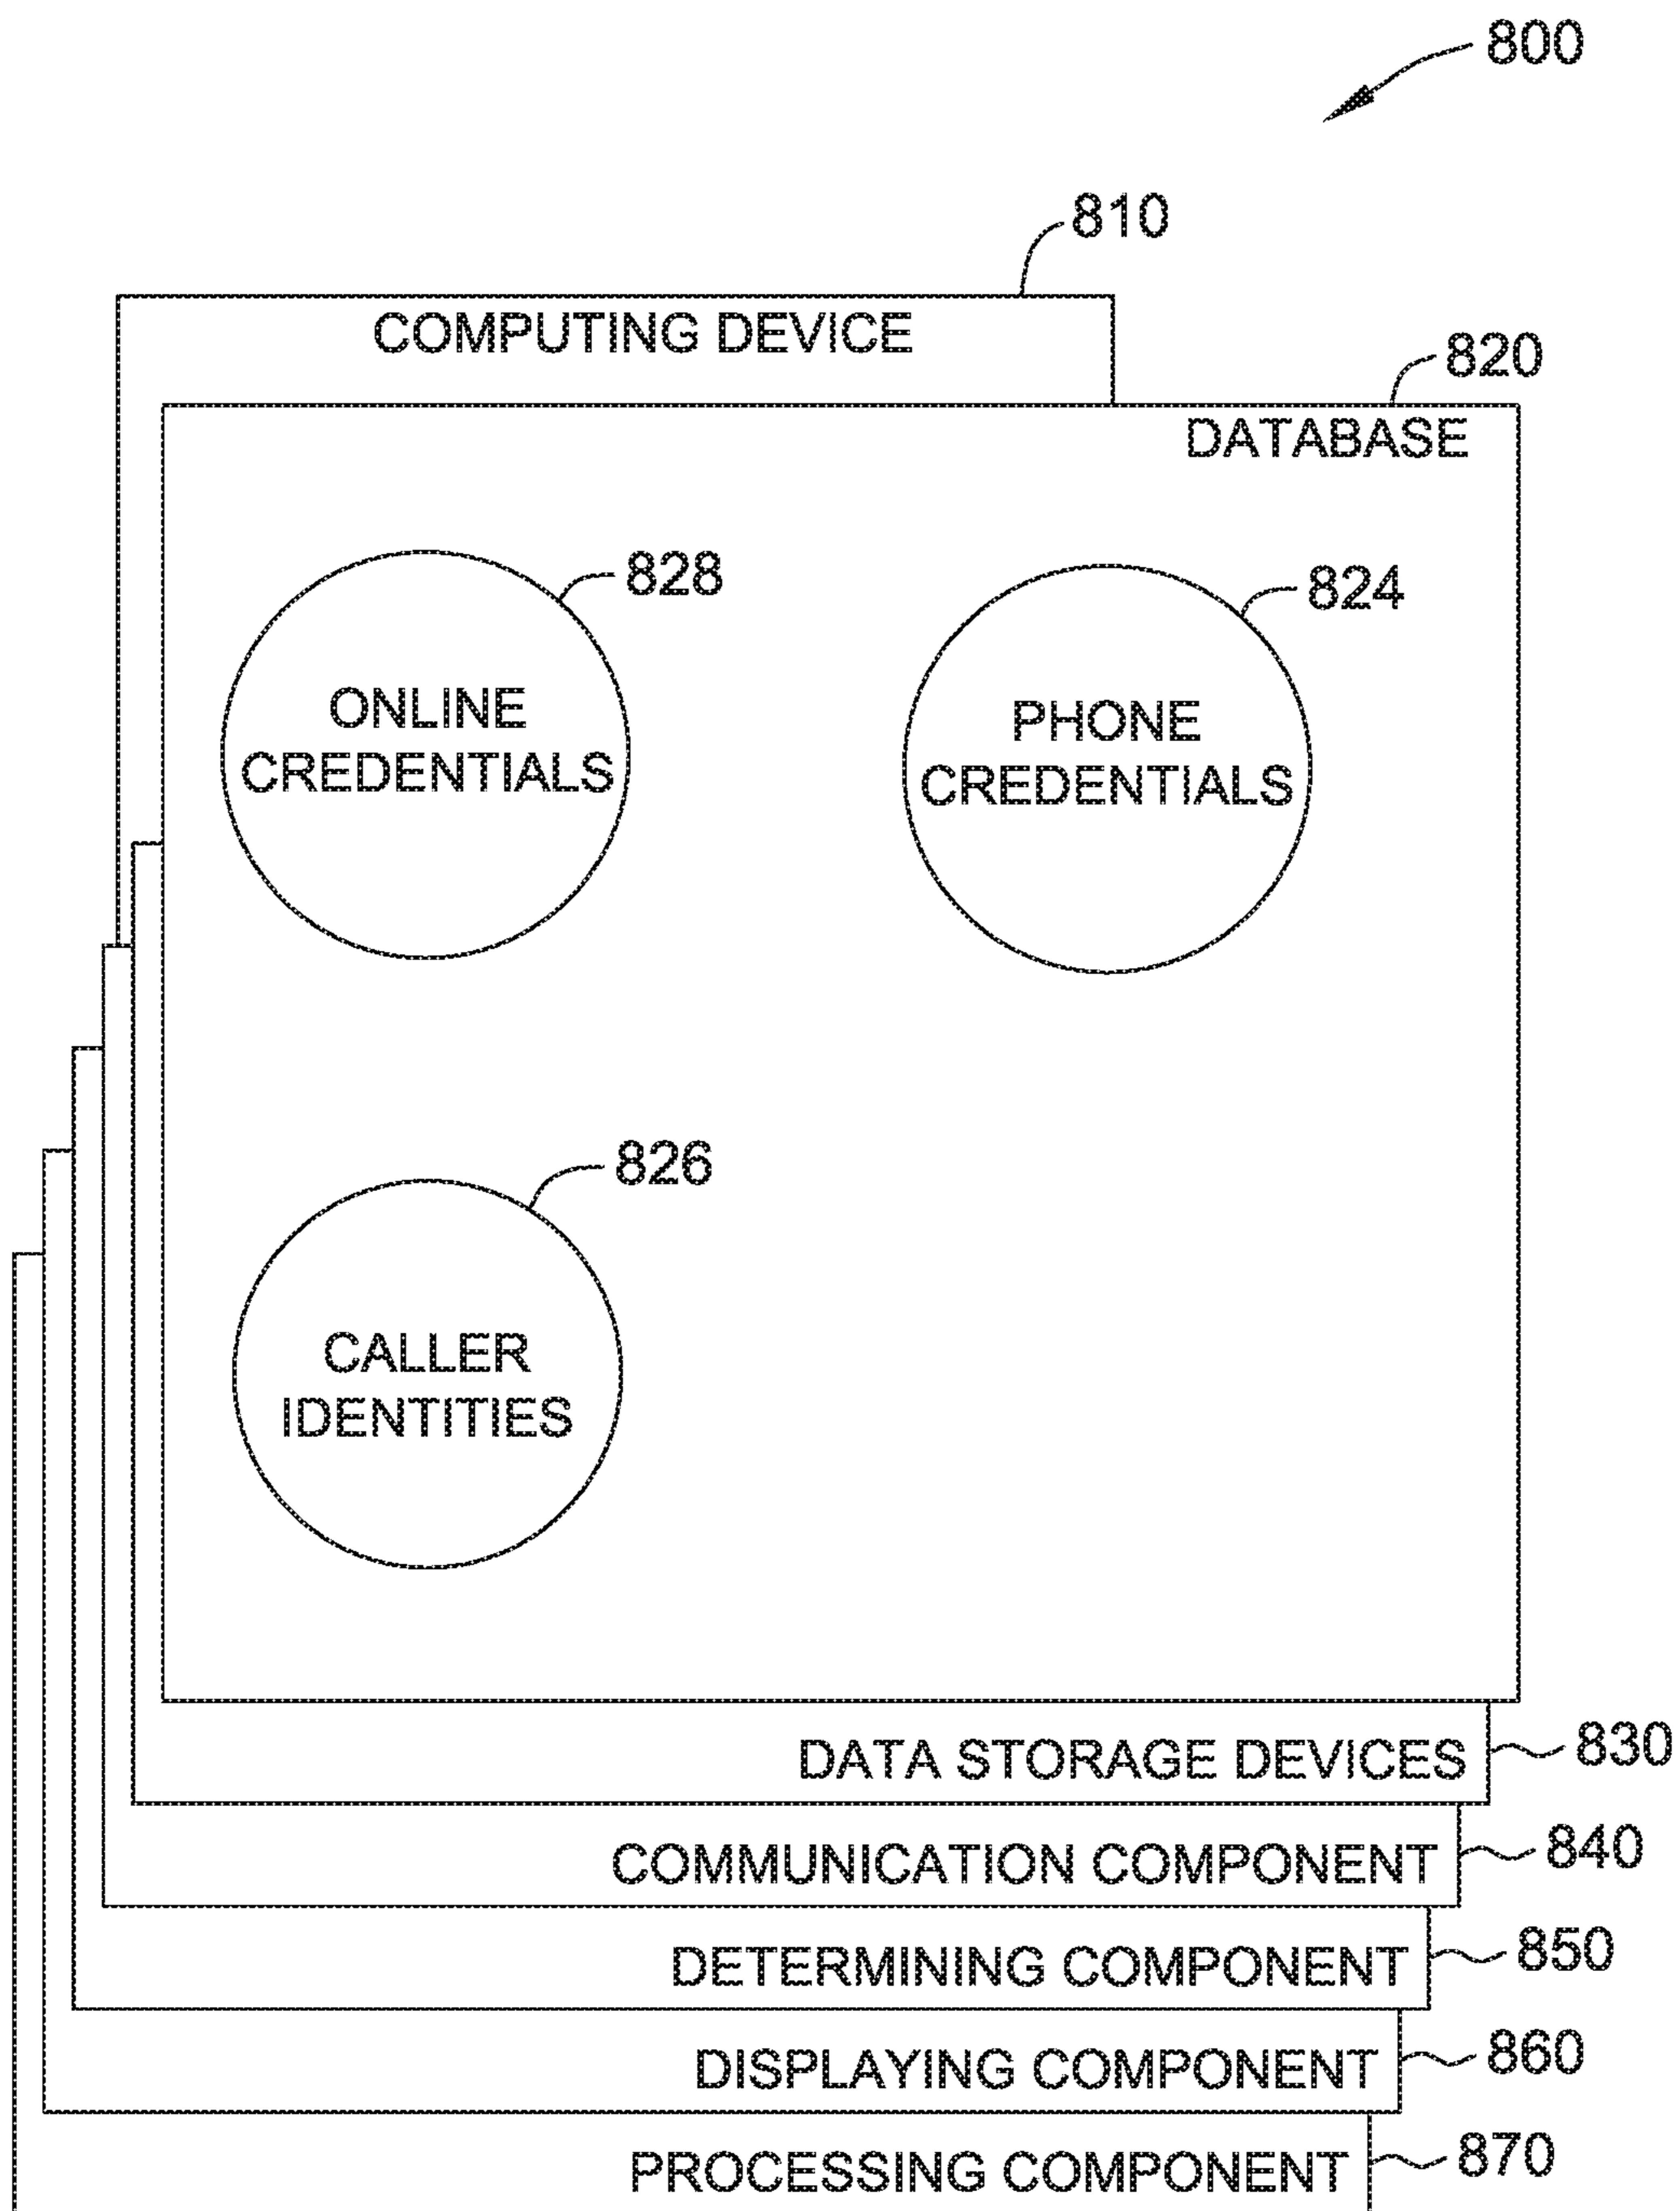 800
810
COMPUTING DEVICE
820
DATABASE
828
824
ONLINE
CREDENTIALS
PHONE
CREDENTIALS
826
CALLER
IDENTITIES
DATA STORAGE DEVICES
830
COMMUNICATION COMPONENT
840
DETERMINING COMPONENT
850
DISPLAYING COMPONENT
860
PROCESSING COMPONENT
870